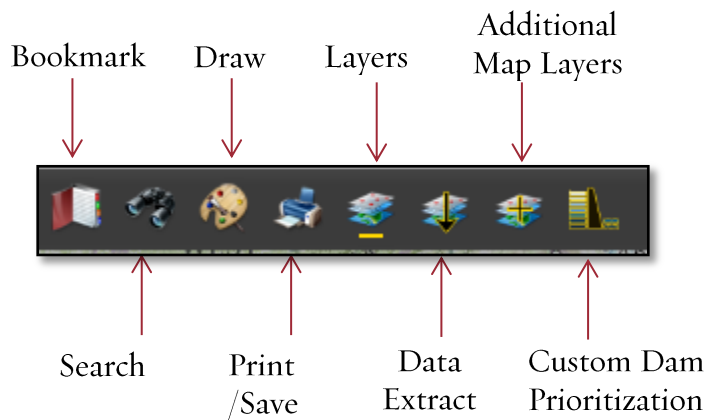 Additional
Bookmark Draw Layers Map Layers
Search Print Data Custom Dam
/Save Extract Prioritization